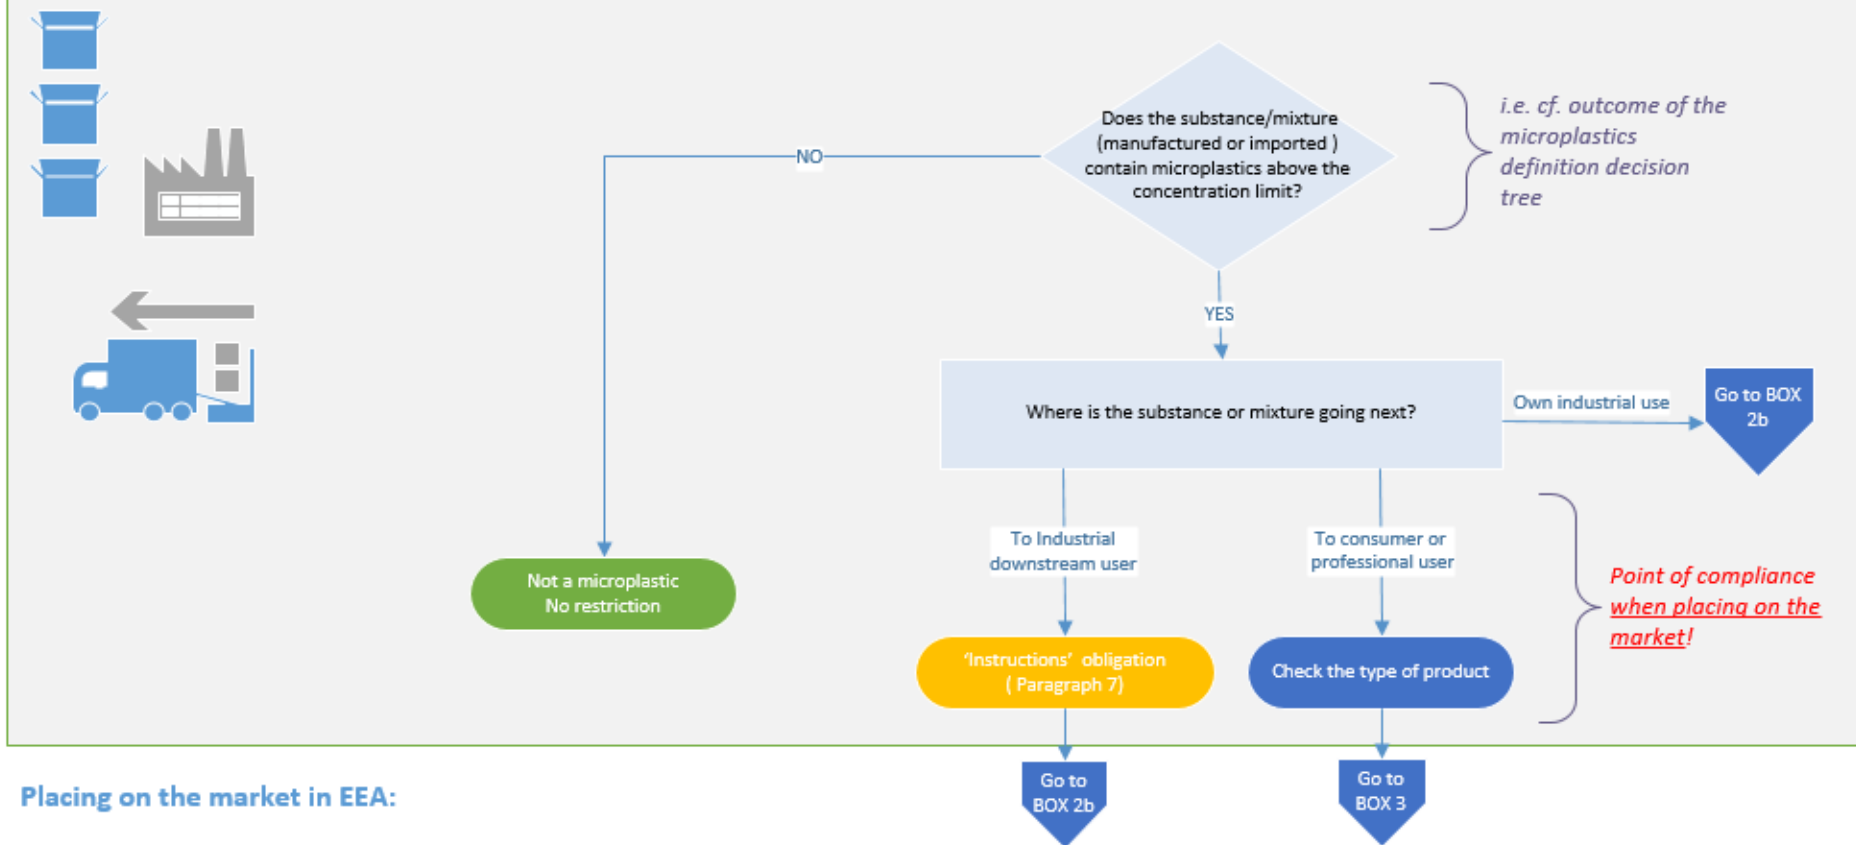 Does the substance/mixture
(manufactured or imported )
contain microplastics above the
concentration limit?
i.e. cf. outcome of the
microplastics
definition decision
tree
NO
YES
Where is the substance or mixture going next?
Own industrial use
Go to BOX
2b
To Industrial
downstream user
To consumer or
professional user
Not a microplastic
No restriction
Point of compliance
when placing on the
market!
'Instructions' obligation
( Paragraph 7)
Check the type of product
Placing on the market in EEA:
Go to
BOX 2b
Go to
BOX 3